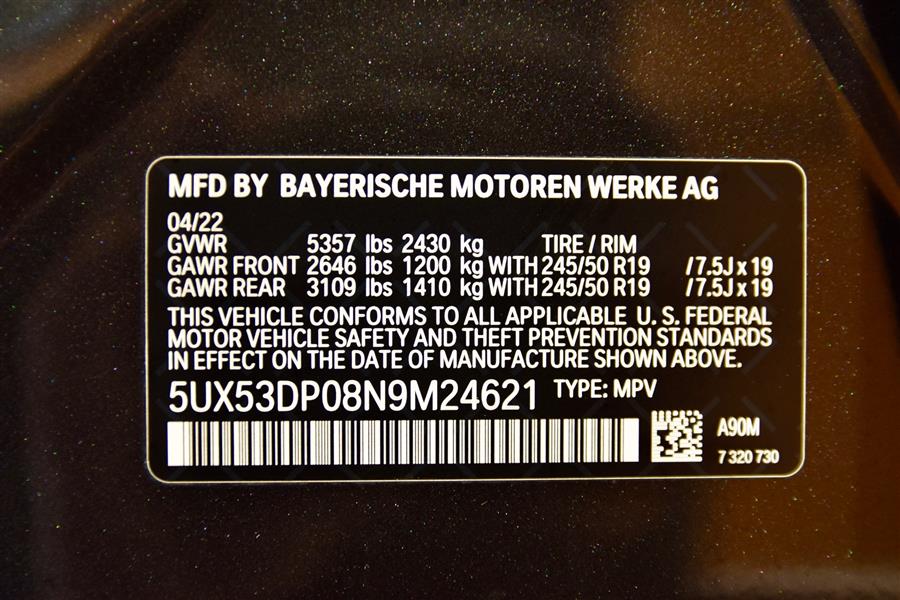 MFD BY BAYERISCHE MOTOREN WERKE AG
04/22
GVWR 5357 lbs 2430 kg TIRE / RIM
GAWR FRONT 2646 lbs 1200 kg WITH 245/50 R19 /7.5J x 19
GAWR REAR 3109 lbs 1410 kg WITH 245/50 R19 /7.5J x 19
THIS VEHICLE CONFORMS TO ALL APPLICABLE U. S. FEDERAL
MOTOR VEHICLE SAFETY AND THEFT PREVENTION STANDARDS
IN EFFECT ON THE DATE OF MANUFACTURE SHOWN ABOVE.
5UX53DP08N9M24621 TYPE: MPV
A90M
7 320 730